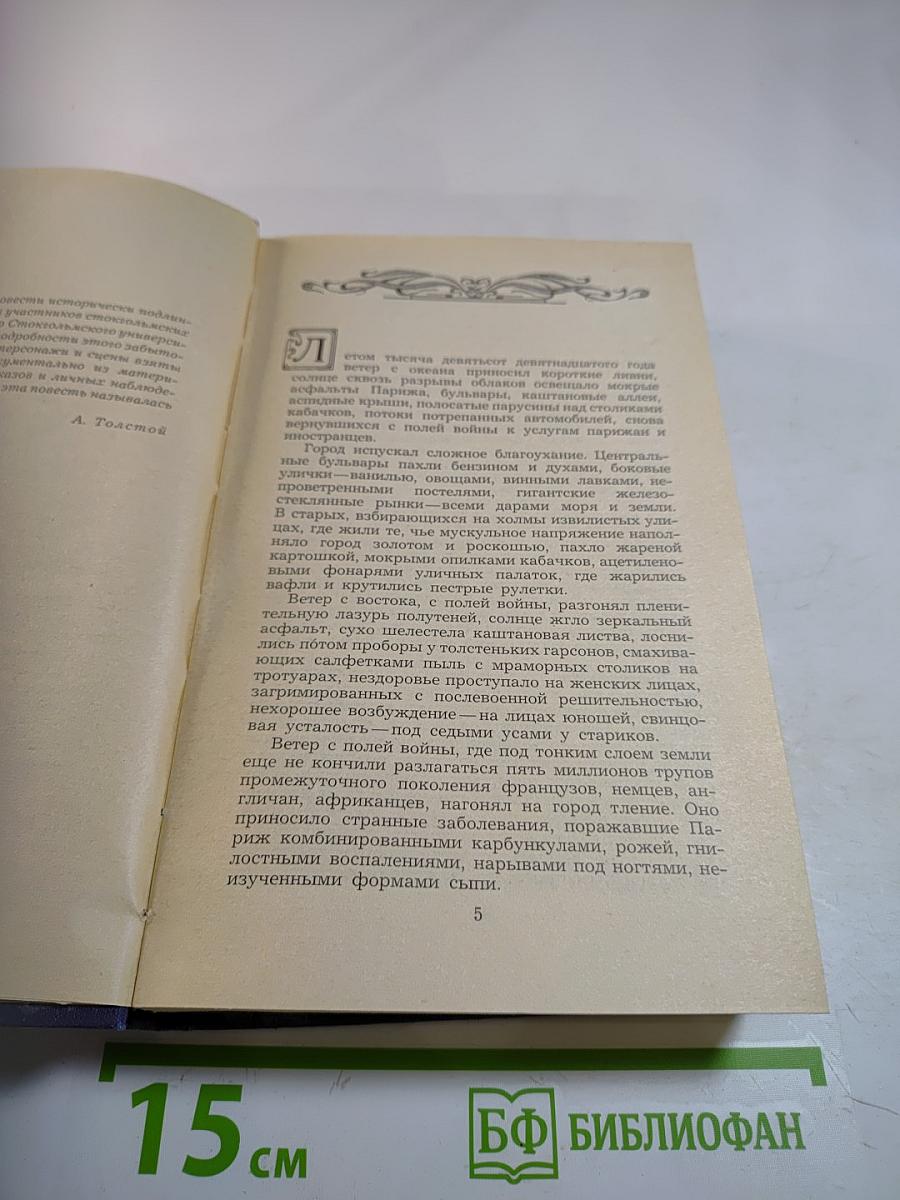 овести исторически подлин-
участников стокгольмских
Стокгольмского универси-
одробности этого забыто-
персонажи и сцены взяты
кументально из матери-
казов и личных наблюде-
эта повесть называлась
А. Толстой
Летом тысяча девятьсот девятнадцатого года
ветер с океана приносил короткие ливни,
солнце сквозь разрывы облаков освещало мокрые
асфальты Парижа, бульвары, каштановые аллеи,
аспидные крыши, полосатые парусины над столиками
кабачков, потоки потрепанных автомобилей, снова
вернувшихся с полей войны к услугам парижан и
иностранцев.
Город испускал сложное благоухание. Централь-
ные бульвары пахли бензином и духами, боковые
улички—ванилью, овощами, винными лавками, не-
проветренными постелями, гигантские железо-
стеклянные рынки—всеми дарами моря и земли.
В старых, взбирающихся на холмы извилистых ули-
цах, где жили те, чье мускульное напряжение напол-
няло город золотом и роскошью, пахло жареной
картошкой, мокрыми опилками кабачков, ацетилено-
выми фонарями уличных палаток, где жарились
вафли и крутились пестрые рулетки.
Ветер с востока, с полей войны, разгонял плени-
тельную лазурь полутеней, солнце жгло зеркальный
асфальт, сухо шелестела каштановая листва, лосни-
лись по́том проборы у толстеньких гарсонов, смахива-
ющих салфетками пыль с мраморных столиков на
тротуарах, нездоровье проступало на женских лицах,
загримированных с послевоенной решительностью,
нехорошее возбуждение—на лицах юношей, свинцо-
вая усталость—под седыми усами у стариков.
Ветер с полей войны, где под тонким слоем земли
еще не кончили разлагаться пять миллионов трупов
промежуточного поколения французов, немцев, ан-
гличан, африканцев, нагонял на город тление. Оно
приносило странные заболевания, поражавшие Па-
риж комбинированными карбункулами, рожей, гни-
лостными воспалениями, нарывами под ногтями, не-
изученными формами сыпи.
5
15 см
БФ БИБЛИОФАН